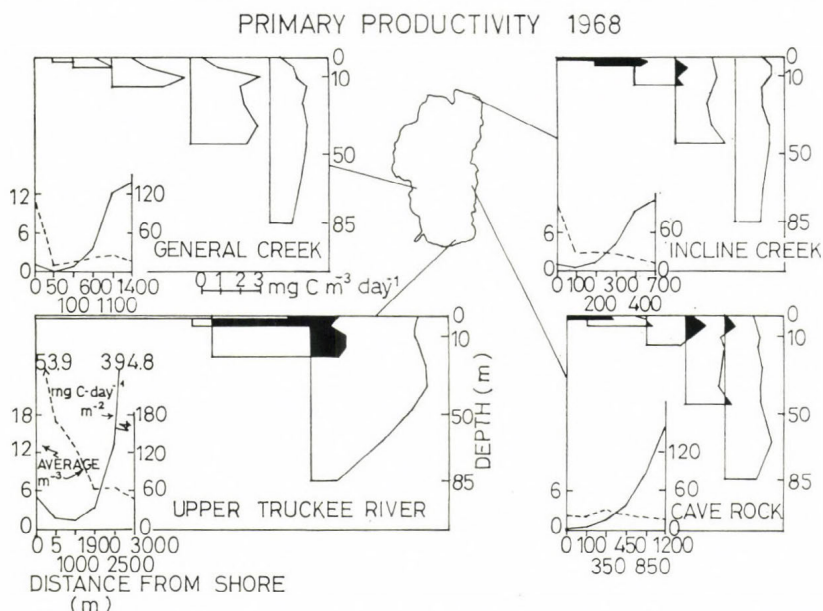 PRIMARY PRODUCTIVITY 1968
0
10
50
85
12
6
0
120
60
0
0 50 600 1400
100 1100
GENERAL CREEK
0 1 2 3 mg C m⁻³ day⁻¹
0
10
50
85
6
0
60
0
0 100 300 700
200 400
INCLINE CREEK
0
10
50
85
DEPTH (m)
53.9
394.8
mg C-day⁻
m⁻²
AVERAGE
m⁻³
18
12
6
0
180
120
60
0
0 5 1900 3000
1000 2500
UPPER TRUCKEE RIVER
DISTANCE FROM SHORE
(m)
0
10
50
85
6
0
120
60
0
0 100 450 1200
350 850
CAVE ROCK